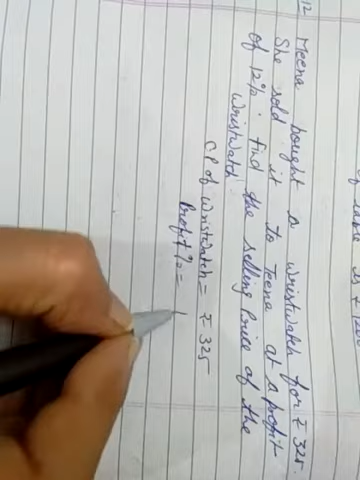 12 Meena bought a wristwatch for ₹ 325.
She sold it to Teena at a profit
of 12%. find the selling Price of the
wristwatch.
CP of wristwatch = ₹ 325
Profit % = 1